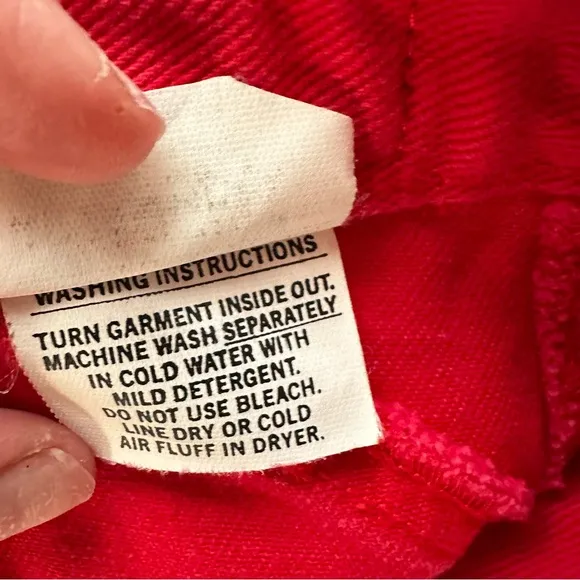 WASHING INSTRUCTIONS
TURN GARMENT INSIDE OUT.
MACHINE WASH SEPARATELY
IN COLD WATER WITH
MILD DETERGENT.
DO NOT USE BLEACH.
LINE DRY OR COLD
AIR FLUFF IN DRYER.